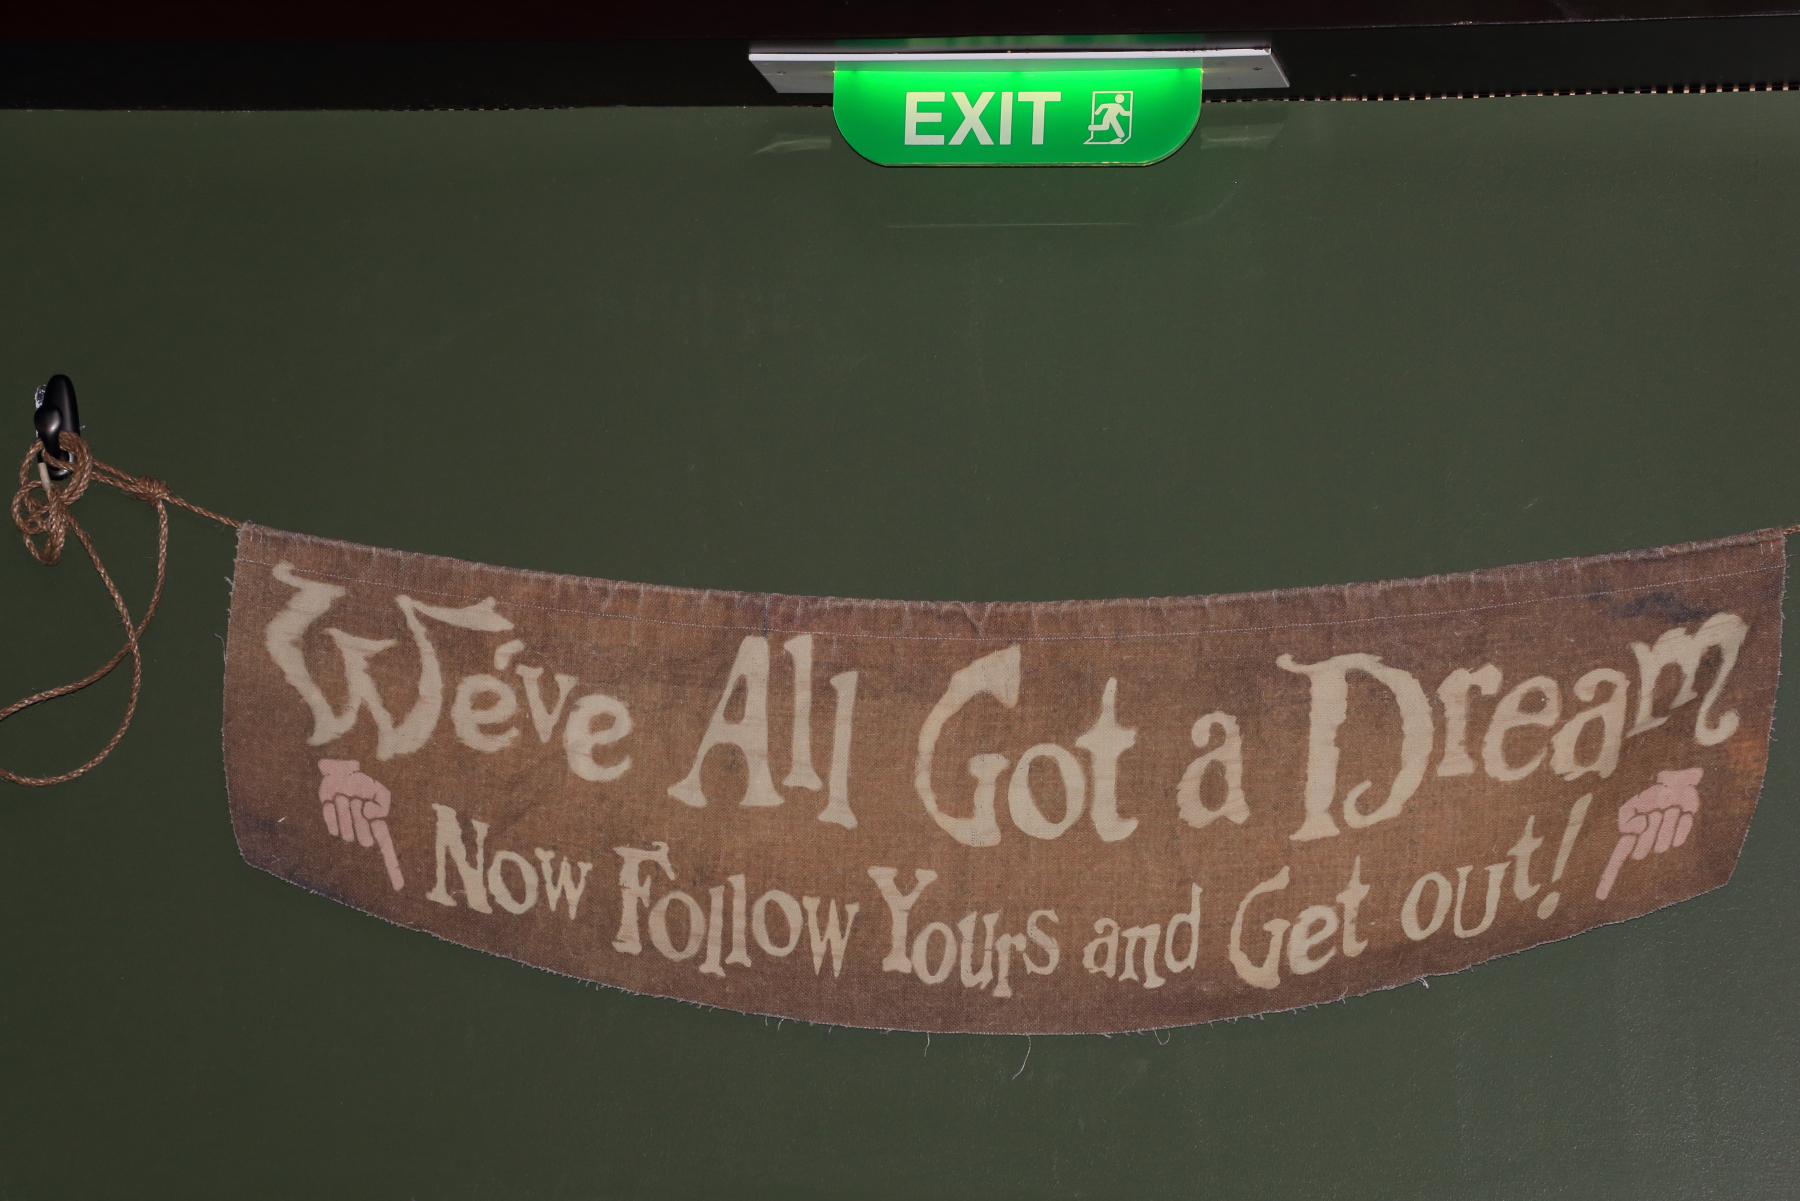 EXIT
We've All Got a Dream
Now Follow Yours and Get out!